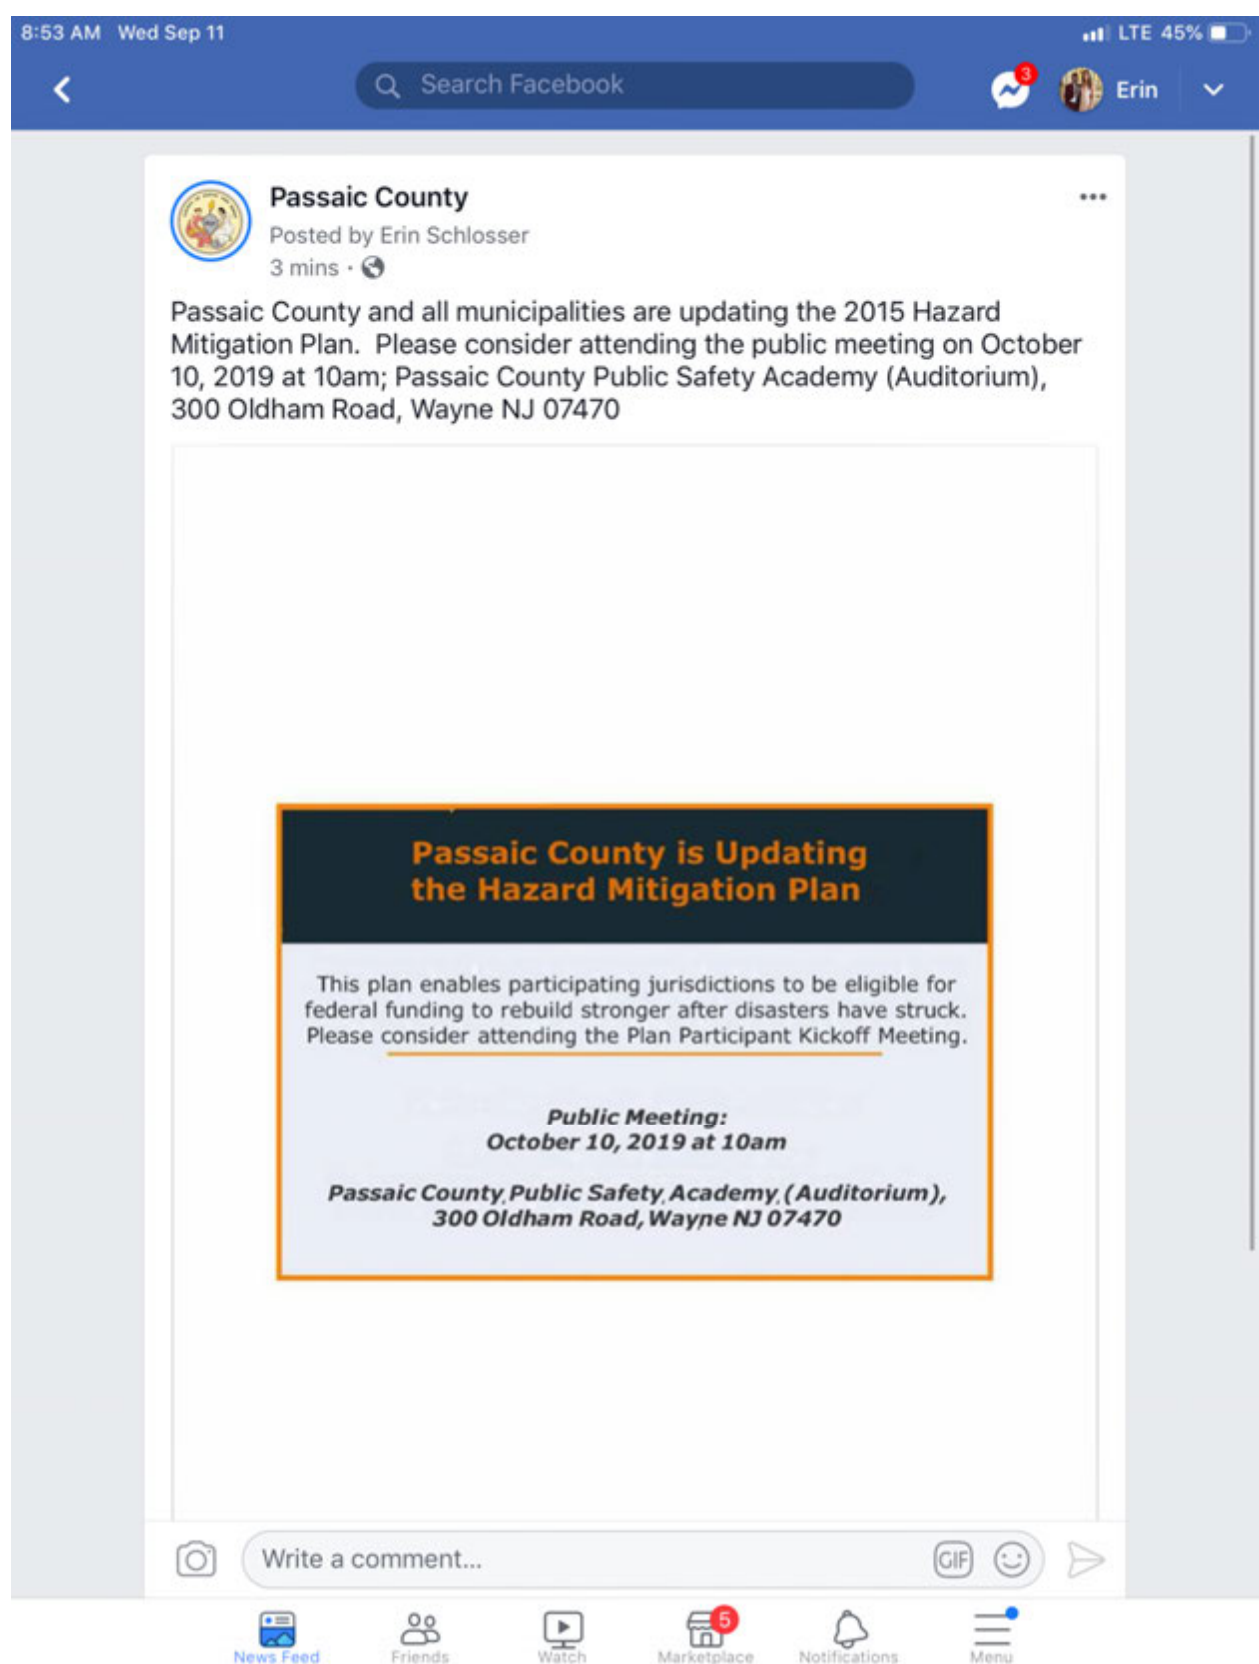 8:53 AM Wed Sep 11
LTE 45%
Search Facebook
3
Erin
Passaic County
Posted by Erin Schlosser
3 mins ·
Passaic County and all municipalities are updating the 2015 Hazard
Mitigation Plan. Please consider attending the public meeting on October
10, 2019 at 10am; Passaic County Public Safety Academy (Auditorium),
300 Oldham Road, Wayne NJ 07470
Passaic County is Updating
the Hazard Mitigation Plan
This plan enables participating jurisdictions to be eligible for
federal funding to rebuild stronger after disasters have struck.
Please consider attending the Plan Participant Kickoff Meeting.
Public Meeting:
October 10, 2019 at 10am
Passaic County Public Safety Academy (Auditorium),
300 Oldham Road, Wayne NJ 07470
Write a comment...
GIF
5
News Feed Friends Watch Marketplace Notifications Menu